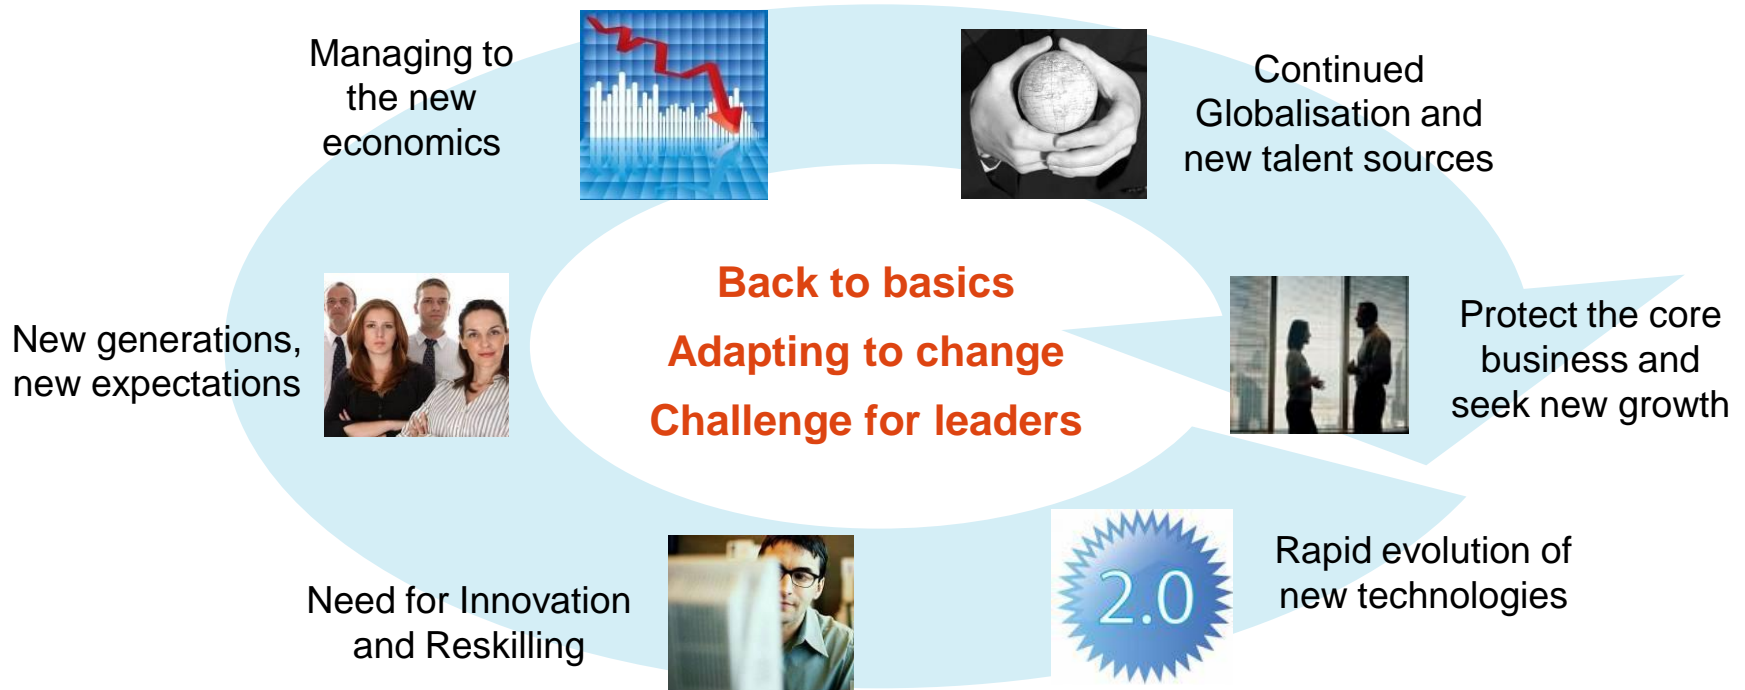 Managing to
the new
economics
Continued
Globalisation and
new talent sources
Back to basics
Adapting to change
Challenge for leaders
New generations,
new expectations
Protect the core
business and
seek new growth
Need for Innovation
and Reskilling
2.0
Rapid evolution of
new technologies